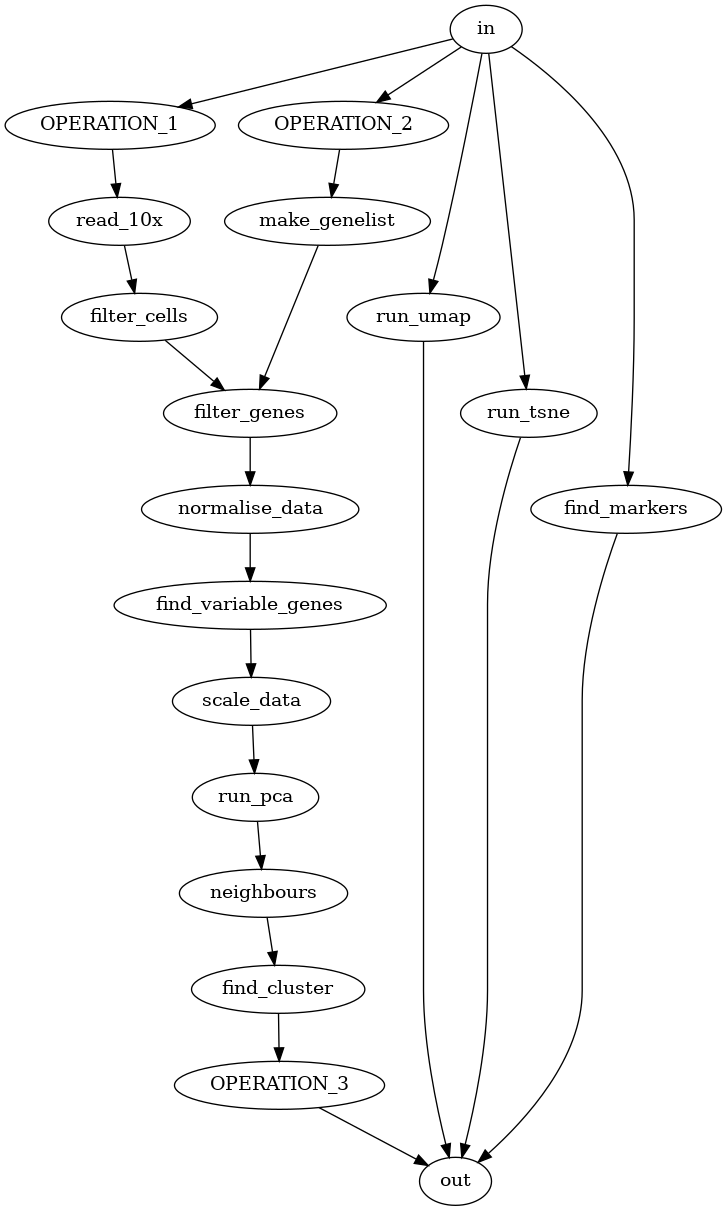 in
OPERATION_1
OPERATION_2
read_10x
make_genelist
filter_cells
run_umap
filter_genes
run_tsne
normalise_data
find_markers
find_variable_genes
scale_data
run_pca
neighbours
find_cluster
OPERATION_3
out